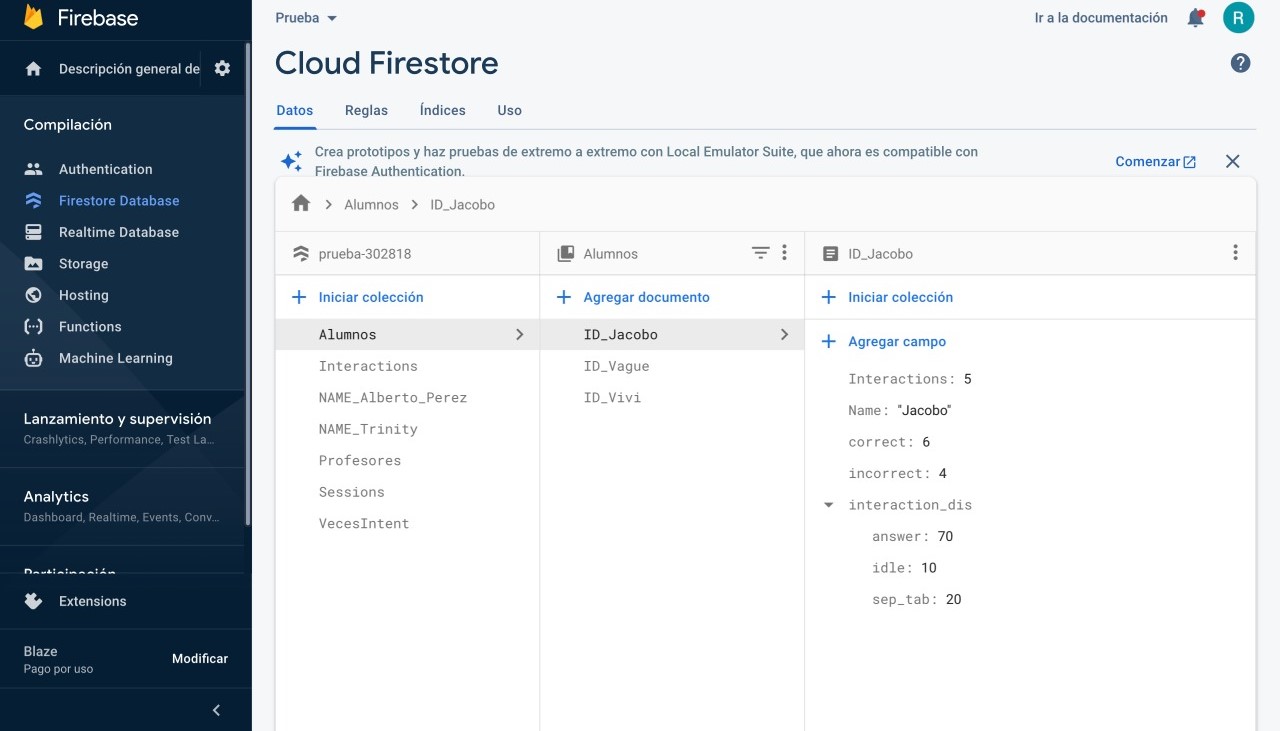 Firebase
Descripción general de
Compilación
Authentication
Firestore Database
Realtime Database
Storage
Hosting
Functions
Machine Learning
Lanzamiento y supervisión
Crashlytics, Performance, Test La...
Analytics
Dashboard, Realtime, Events, Conv...
Participación
Extensions
Blaze
Pago por uso
Modificar
Prueba
Ir a la documentación
R
Cloud Firestore
Datos Reglas Índices Uso
Crea prototipos y haz pruebas de extremo a extremo con Local Emulator Suite, que ahora es compatible con
Firebase Authentication.
Comenzar
Alumnos ID_Jacobo
prueba-302818
Iniciar colección
Alumnos
Interactions
NAME_Alberto_Perez
NAME_Trinity
Profesores
Sessions
VecesIntent
Alumnos
Agregar documento
ID_Jacobo
ID_Vague
ID_Vivi
ID_Jacobo
Iniciar colección
Agregar campo
Interactions: 5
Name: "Jacobo"
correct: 6
incorrect: 4
interaction_dis
answer: 70
idle: 10
sep_tab: 20